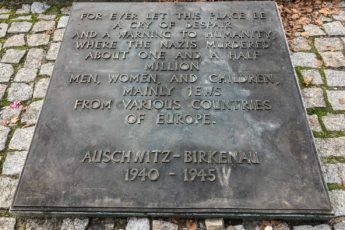 FOR EVER LET THIS PLACE BE
A CRY OF DESPAIR
AND A WARNING TO HUMANITY,
WHERE THE NAZIS MURDERED
ABOUT ONE AND A HALF
MILLION
MEN, WOMEN, AND CHILDREN,
MAINLY JEWS
FROM VARIOUS COUNTRIES
OF EUROPE.
AUSCHWITZ-BIRKENAU
1940 - 1945